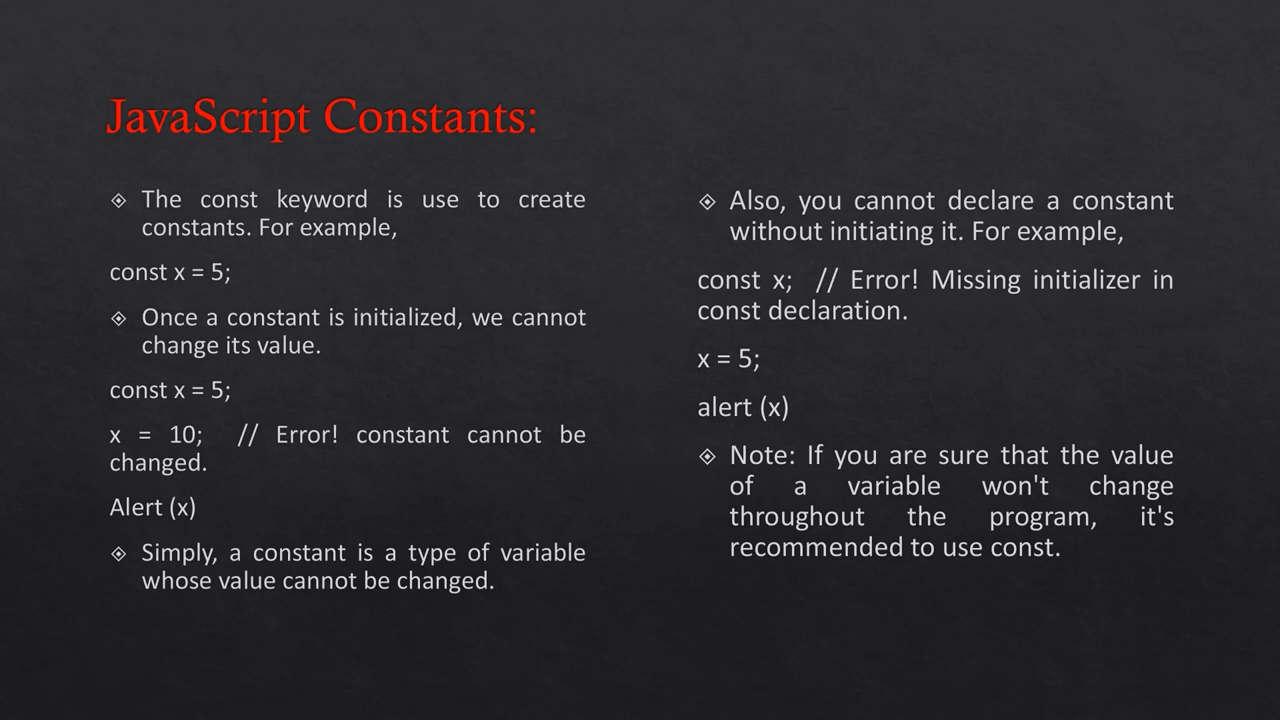 JavaScript Constants:
The const keyword is use to create
constants. For example,
const x = 5;
Once a constant is initialized, we cannot
change its value.
const x = 5;
x = 10; // Error! constant cannot be
changed.
Alert (x)
Simply, a constant is a type of variable
whose value cannot be changed.
Also, you cannot declare a constant
without initiating it. For example,
const x; // Error! Missing initializer in
const declaration.
x = 5;
alert (x)
Note: If you are sure that the value
of a variable won't change
throughout the program, it's
recommended to use const.